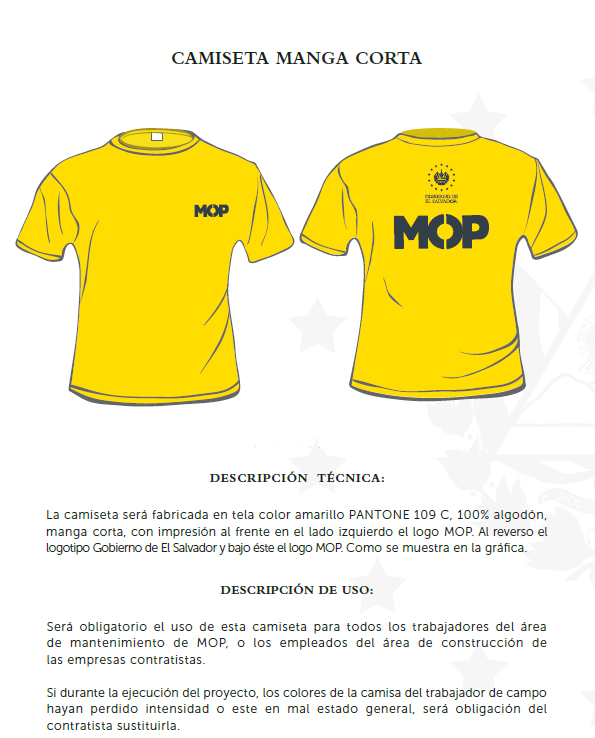 CAMISETA MANGA CORTA
MOP
GOBIERNO DE
EL SALVADOR
MOP
DESCRIPCIÓN TÉCNICA:
La camiseta será fabricada en tela color amarillo PANTONE 109 C, 100% algodón,
manga corta, con impresión al frente en el lado izquierdo el logo MOP. Al reverso el
logotipo Gobierno de El Salvador y bajo éste el logo MOP. Como se muestra en la gráfica.
DESCRIPCIÓN DE USO:
Será obligatorio el uso de esta camiseta para todos los trabajadores del área
de mantenimiento de MOP, o los empleados del área de construcción de
las empresas contratistas.
Si durante la ejecución del proyecto, los colores de la camisa del trabajador de campo
hayan perdido intensidad o este en mal estado general, será obligación del
contratista sustituirla.